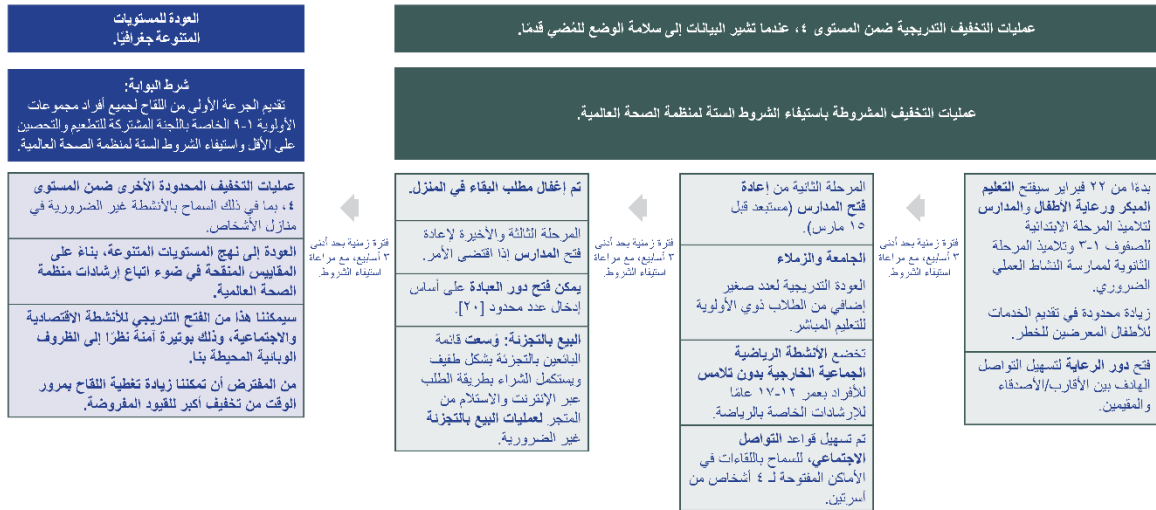 عمليات التخفيف التدريجية ضمن المستوى ٤، عندما تشير البيانات إلى سلامة الوضع للمُضي قدمًا.
العودة للمستويات
المتنوعة جغرافيًا.
عمليات التخفيف المشروطة باستيفاء الشروط الستة لمنظمة الصحة العالمية.
شرط البوابة:
تقديم الجرعة الأولى من اللقاح لجميع أفراد مجموعات
الأولوية ١-٩ الخاصة باللجنة المشتركة للتطعيم والتحصين
على الأقل واستيفاء الشروط الستة لمنظمة الصحة العالمية.
بدءًا من ٢٢ فبراير سيفتح التعليم
المبكر ورعاية الأطفال والمدارس
لتلاميذ المرحلة الابتدائية
للصفوف ١-٣ وتلاميذ المرحلة
الثانوية لممارسة النشاط العملي
الضروري.
زيادة محدودة في تقديم الخدمات
للأطفال المعرضين للخطر.
فتح دور الرعاية لتسهيل التواصل
الهادف بين الأقارب/الأصدقاء
والمقيمين.
فترة زمنية بحد أدنى
٣ أسابيع، مع مراعاة
استيفاء الشروط.
المرحلة الثانية من إعادة
فتح المدارس (مستبعد قبل
١٥ مارس).
الجامعة والزملاء
العودة التدريجية لعدد صغير
إضافي من الطلاب ذوي الأولوية
للتعليم المباشر.
تخضع الأنشطة الرياضية
الجماعية الخارجية بدون تلامس
للأفراد بعمر ١٢-١٧ عامًا
للإرشادات الخاصة بالرياضة.
تم تسهيل قواعد التواصل
الاجتماعي، للسماح باللقاءات في
الأماكن المفتوحة لـ ٤ أشخاص من
أسرتين.
فترة زمنية بحد أدنى
٣ أسابيع، مع مراعاة
استيفاء الشروط.
تم إغفال مطلب البقاء في المنزل.
المرحلة الثالثة والأخيرة لإعادة
فتح المدارس إذا اقتضى الأمر.
يمكن فتح دور العبادة على أساس
إدخال عدد محدود [٢٠].
البيع بالتجزئة: وُسعت قائمة
البائعين بالتجزئة بشكل طفيف
ويستكمل الشراء بطريقة الطلب
عبر الإنترنت والاستلام من
المتجر لعمليات البيع بالتجزئة
غير الضرورية.
فترة زمنية بحد أدنى
٣ أسابيع، مع مراعاة
استيفاء الشروط.
عمليات التخفيف المحدودة الأخرى ضمن المستوى
٤، بما في ذلك السماح بالأنشطة غير الضرورية في
منازل الأشخاص.
العودة إلى نهج المستويات المتنوعة، بناءً على
المقاييس المنقحة في ضوء اتباع إرشادات منظمة
الصحة العالمية.
سيمكننا هذا من الفتح التدريجي للأنشطة الاقتصادية
والاجتماعية، وذلك بوتيرة آمنة نظرًا إلى الظروف
الوبائية المحيطة بنا.
من المفترض أن تمكننا زيادة تغطية اللقاح بمرور
الوقت من تخفيف أكبر للقيود المفروضة.